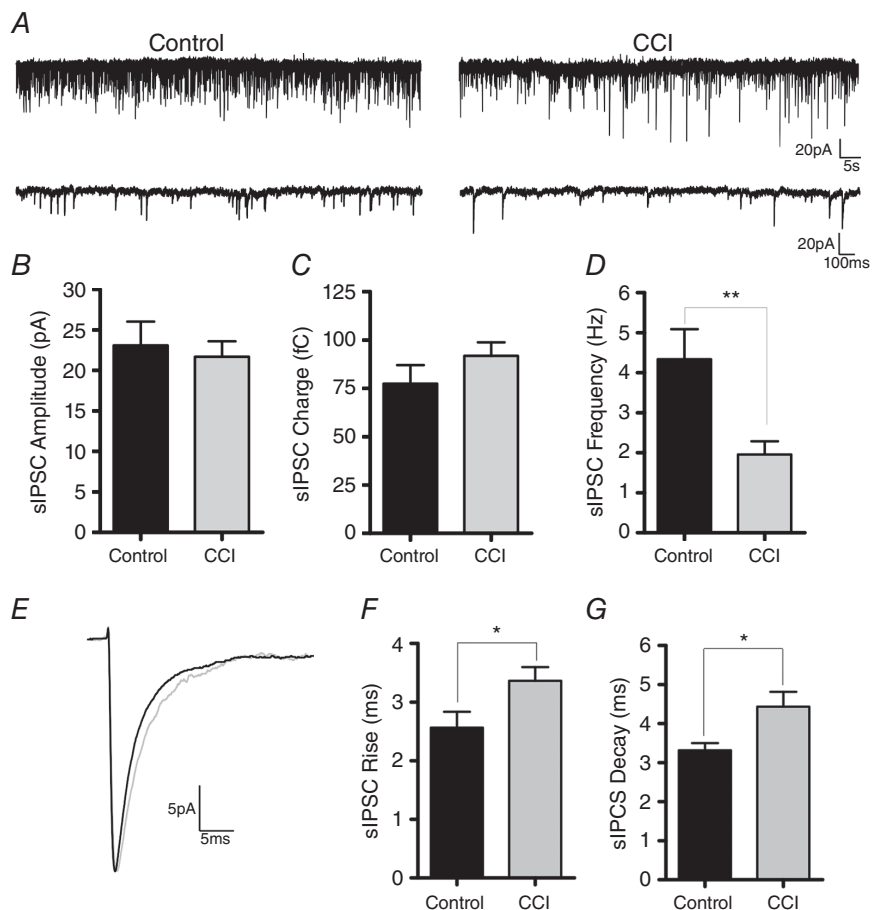 A
Control
CCI
20pA
5s
20pA
100ms
B
sIPSC Amplitude (pA)
30
25
20
15
10
5
0
Control
CCI
C
sIPSC Charge (fC)
125
100
75
50
25
0
Control
CCI
D
sIPSC Frequency (Hz)
6
5
4
3
2
1
0
**
Control
CCI
E
5pA
5ms
F
sIPSC Rise (ms)
4
3
2
1
0
*
Control
CCI
G
sIPCS Decay (ms)
6
5
4
3
2
1
0
*
Control
CCI